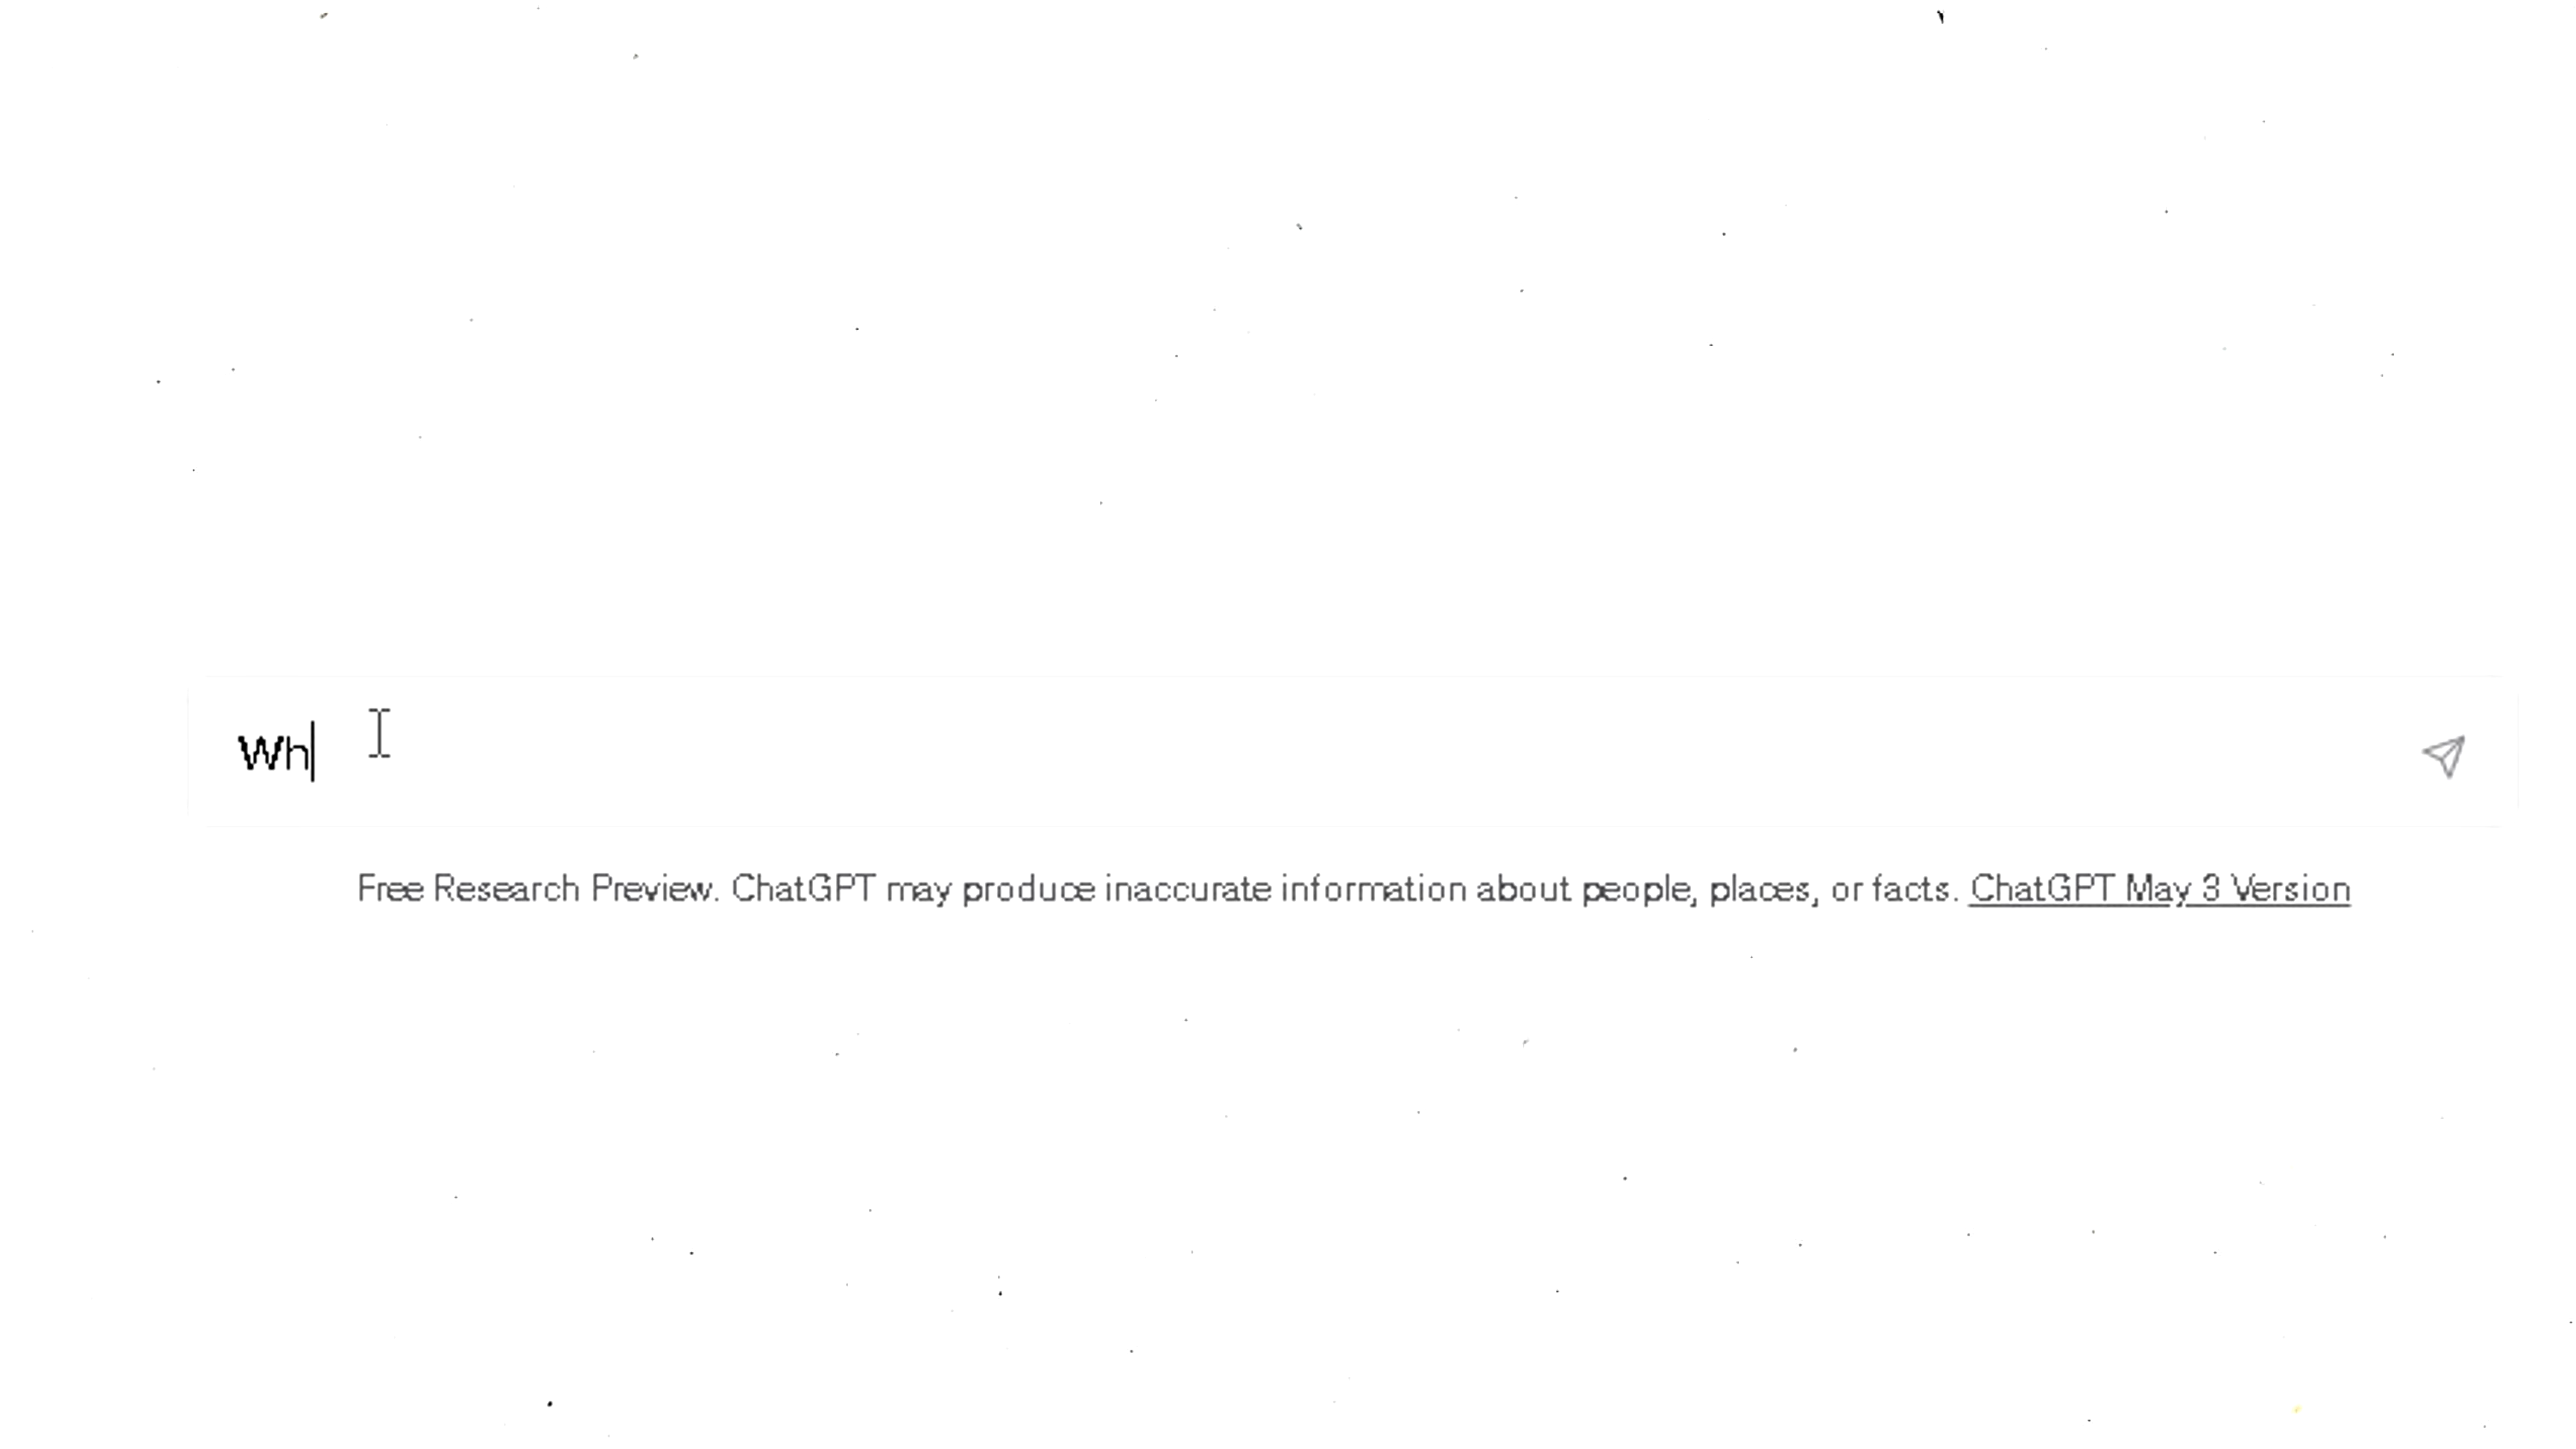 Wh
Free Research Preview. ChatGPT may produce inaccurate information about people, places, or facts. ChatGPT May 3 Version